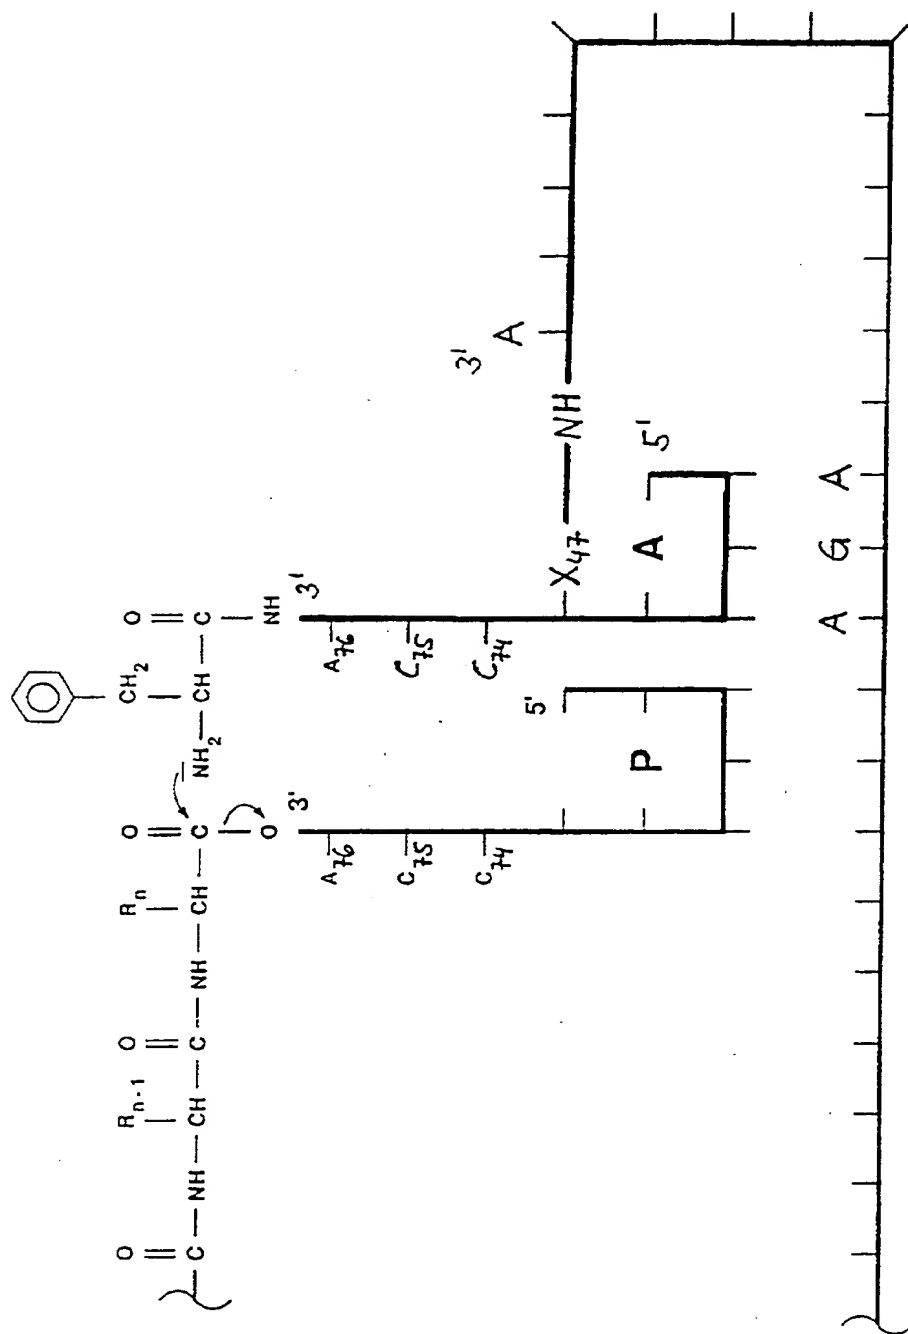 O R n-1 O R n O CH2 O
C — NH — CH — C — NH — CH — C NH2 — CH — C
O NH
3' 3'
A76 A76
C75 C75
C74 C74
3'
A
5' X47 — NH
P A 5'
A G A